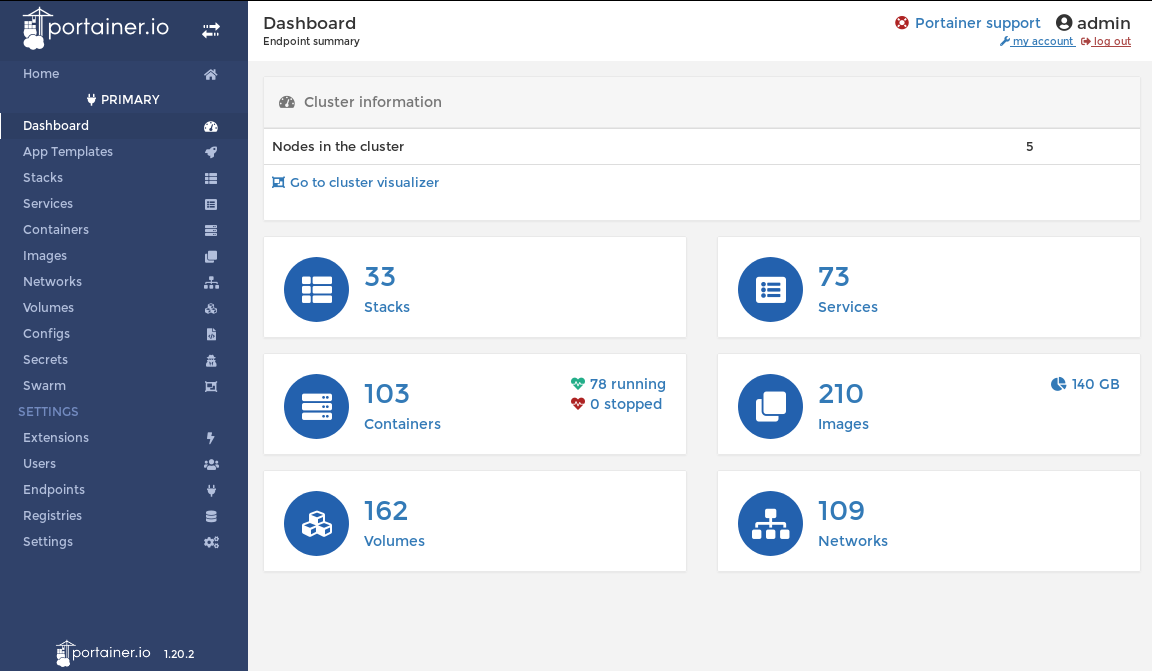 portainer.io
Home
PRIMARY
Dashboard
App Templates
Stacks
Services
Containers
Images
Networks
Volumes
Configs
Secrets
Swarm
SETTINGS
Extensions
Users
Endpoints
Registries
Settings
portainer.io 1.20.2
Dashboard
Endpoint summary
Portainer support admin
my account log out
Cluster information
Nodes in the cluster 5
Go to cluster visualizer
33
Stacks
73
Services
103
Containers
78 running
0 stopped
210
Images
140 GB
162
Volumes
109
Networks